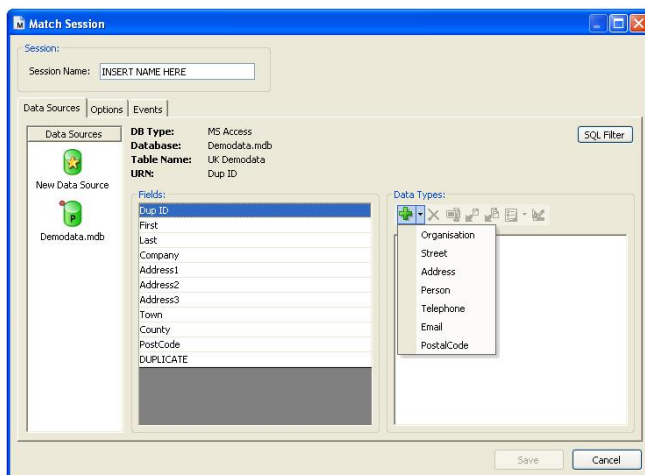 Match Session
Session:
Session Name: INSERT NAME HERE
Data Sources Options Events
Data Sources
New Data Source
P
Demodata.mdb
DB Type: MS Access
Database: Demodata.mdb
Table Name: UK Demodata
URN: Dup ID
SQL Filter
Fields:
Dup ID
First
Last
Company
Address1
Address2
Address3
Town
County
PostCode
DUPLICATE
Data Types:
Organisation
Street
Address
Person
Telephone
Email
PostalCode
Save Cancel